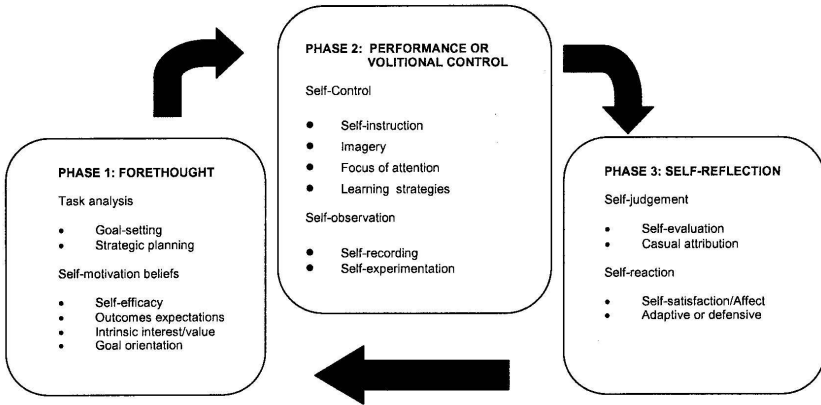 PHASE 1: FORETHOUGHT
Task analysis
● Goal-setting
● Strategic planning
Self-motivation beliefs
● Self-efficacy
● Outcomes expectations
● Intrinsic interest/value
● Goal orientation
PHASE 2: PERFORMANCE OR
VOLITIONAL CONTROL
Self-Control
● Self-instruction
● Imagery
● Focus of attention
● Learning strategies
Self-observation
● Self-recording
● Self-experimentation
PHASE 3: SELF-REFLECTION
Self-judgement
● Self-evaluation
● Casual attribution
Self-reaction
● Self-satisfaction/Affect
● Adaptive or defensive